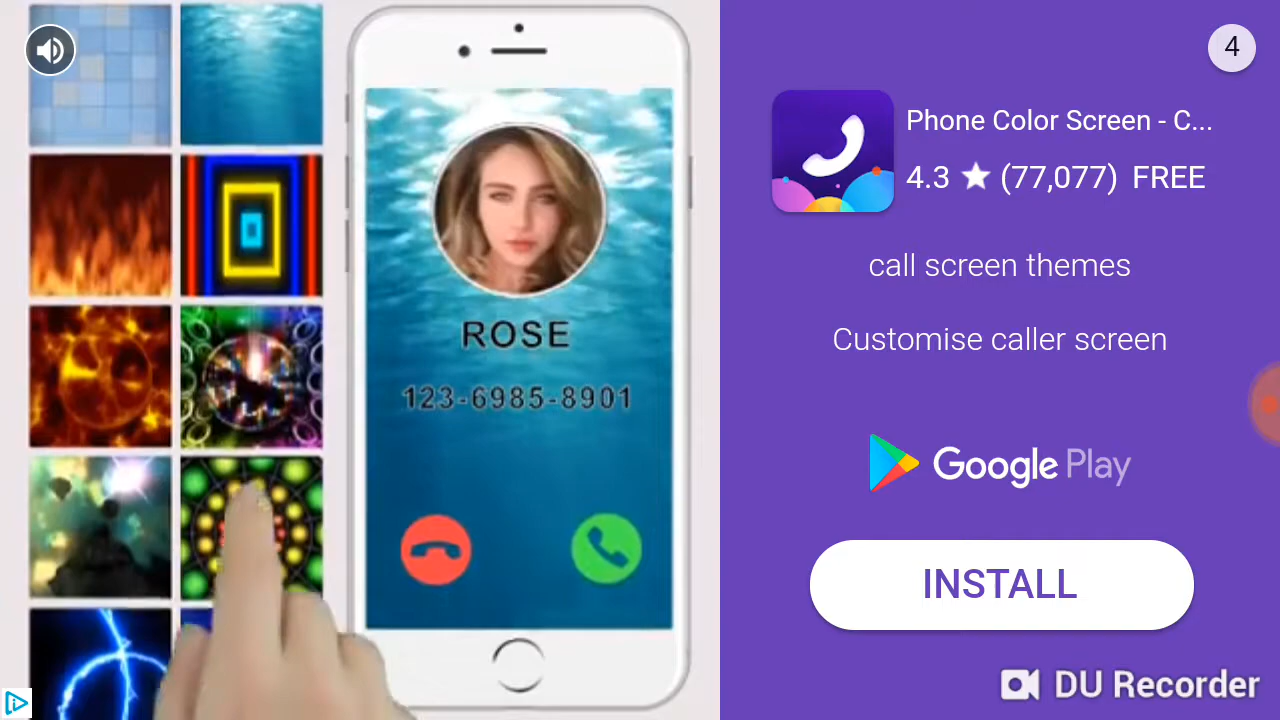 ROSE
123-6985-8901
4
Phone Color Screen - C...
4.3 ★ (77,077) FREE
call screen themes
Customise caller screen
Google Play
INSTALL
DU Recorder